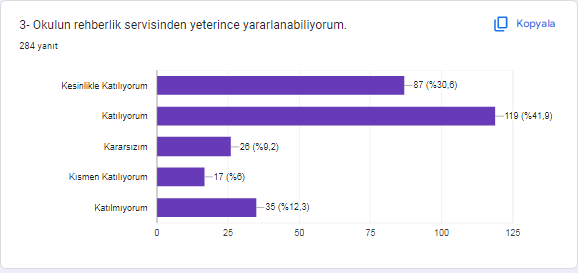 3- Okulun rehberlik servisinden yeterince yararlanabiliyorum.
Kopyala
284 yanıt
Kesinlikle Katılıyorum
87 (%30,6)
Katılıyorum
119 (%41,9)
Kararsızım
26 (%9,2)
Kısmen Katılıyorum
17 (%6)
Katılmıyorum
35 (%12,3)
0 25 50 75 100 125